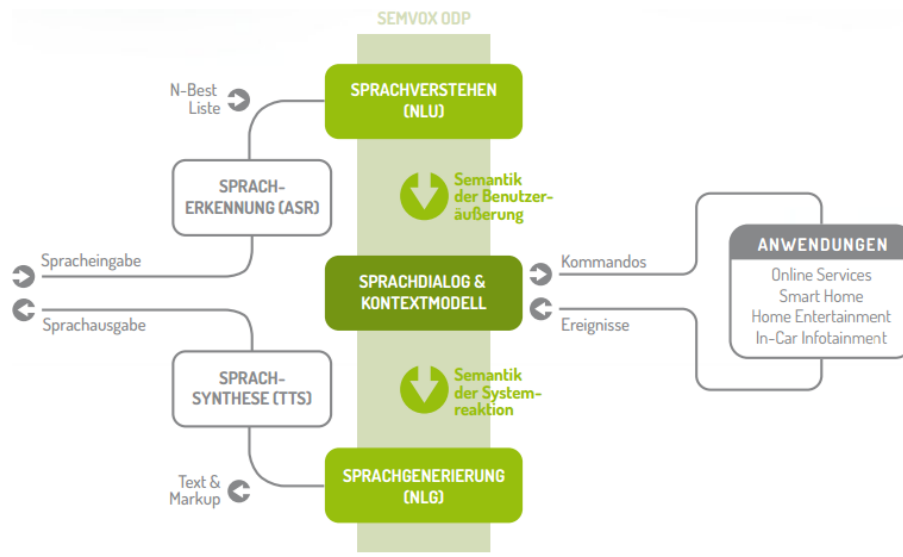 SEMVOX ODP
N-Best
Liste
SPRACHVERSTEHEN
(NLU)
SPRACH-
ERKENNUNG (ASR)
Semantik
der Benutzer-
äußerung
Spracheingabe
Sprachausgabe
SPRACHDIALOG &
KONTEXTMODELL
Kommandos
Ereignisse
ANWENDUNGEN
Online Services
Smart Home
Home Entertainment
In-Car Infotainment
SPRACH-
SYNTHESE (TTS)
Semantik
der System-
reaktion
Text &
Markup
SPRACHGENERIERUNG
(NLG)